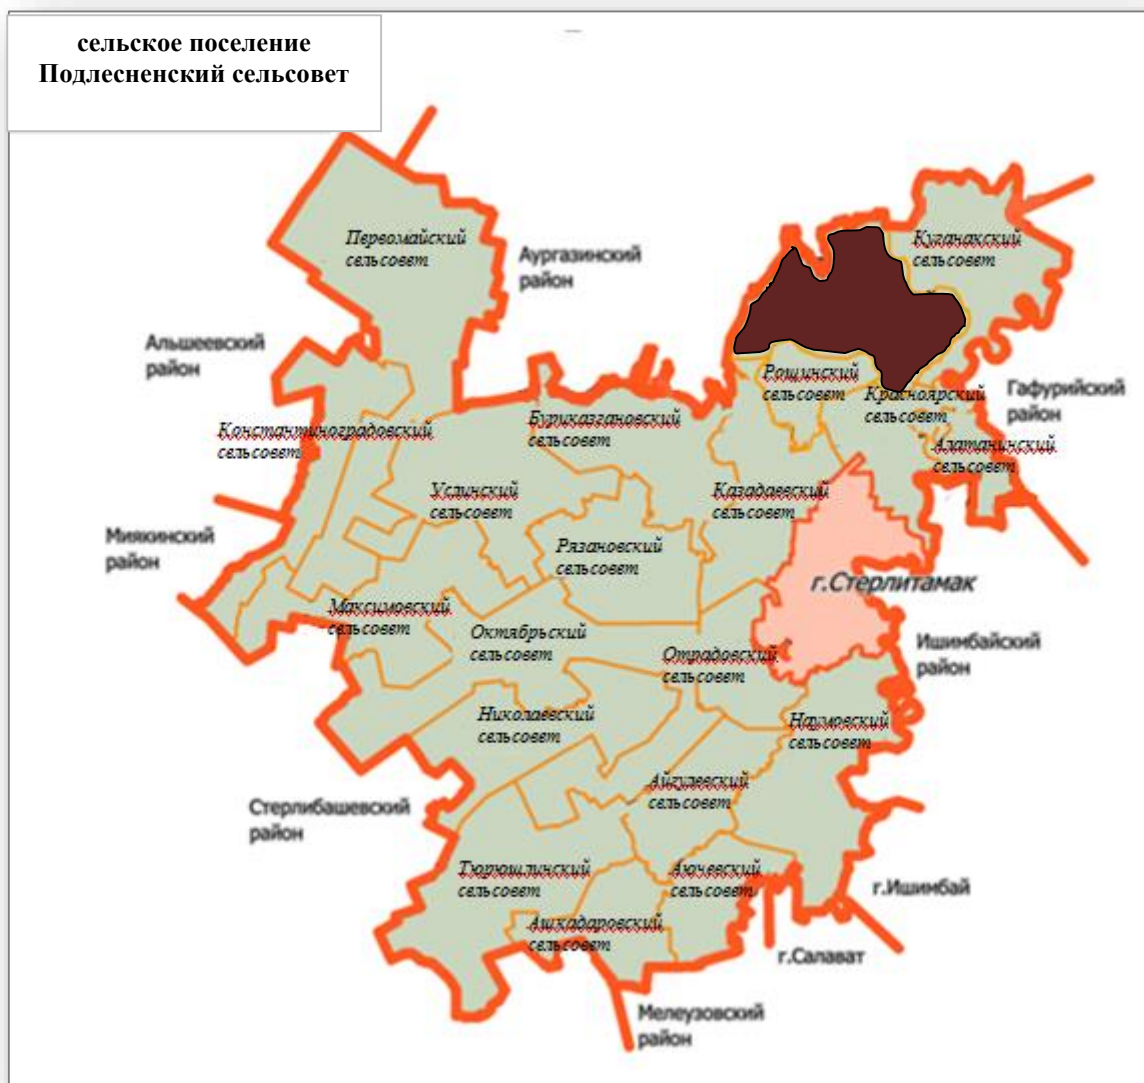 сельское поселение
Подлесненский сельсовет
Первомайский
сельсовет
Аургазинский
район
Куганакский
сельсовет
Альшеевский
район
Рощинский
сельсовет
Красноярский
сельсовет
Гафурийский
район
Константиноградовский
сельсовет
Буриказгановский
сельсовет
Алатанинский
сельсовет
Услинский
сельсовет
Казадаевский
сельсовет
Миякинский
район
Рязановский
сельсовет
г.Стерлитамак
Максимовский
сельсовет
Октябрьский
сельсовет
Отрадовский
сельсовет
Ишимбайский
район
Николаевский
сельсовет
Наумовский
сельсовет
Айгулевский
сельсовет
Стерлибашевский
район
Тюрюшлинский
сельсовет
Аючевский
сельсовет
г.Ишимбай
Ашкадаровский
сельсовет
г.Салават
Мелеузовский
район